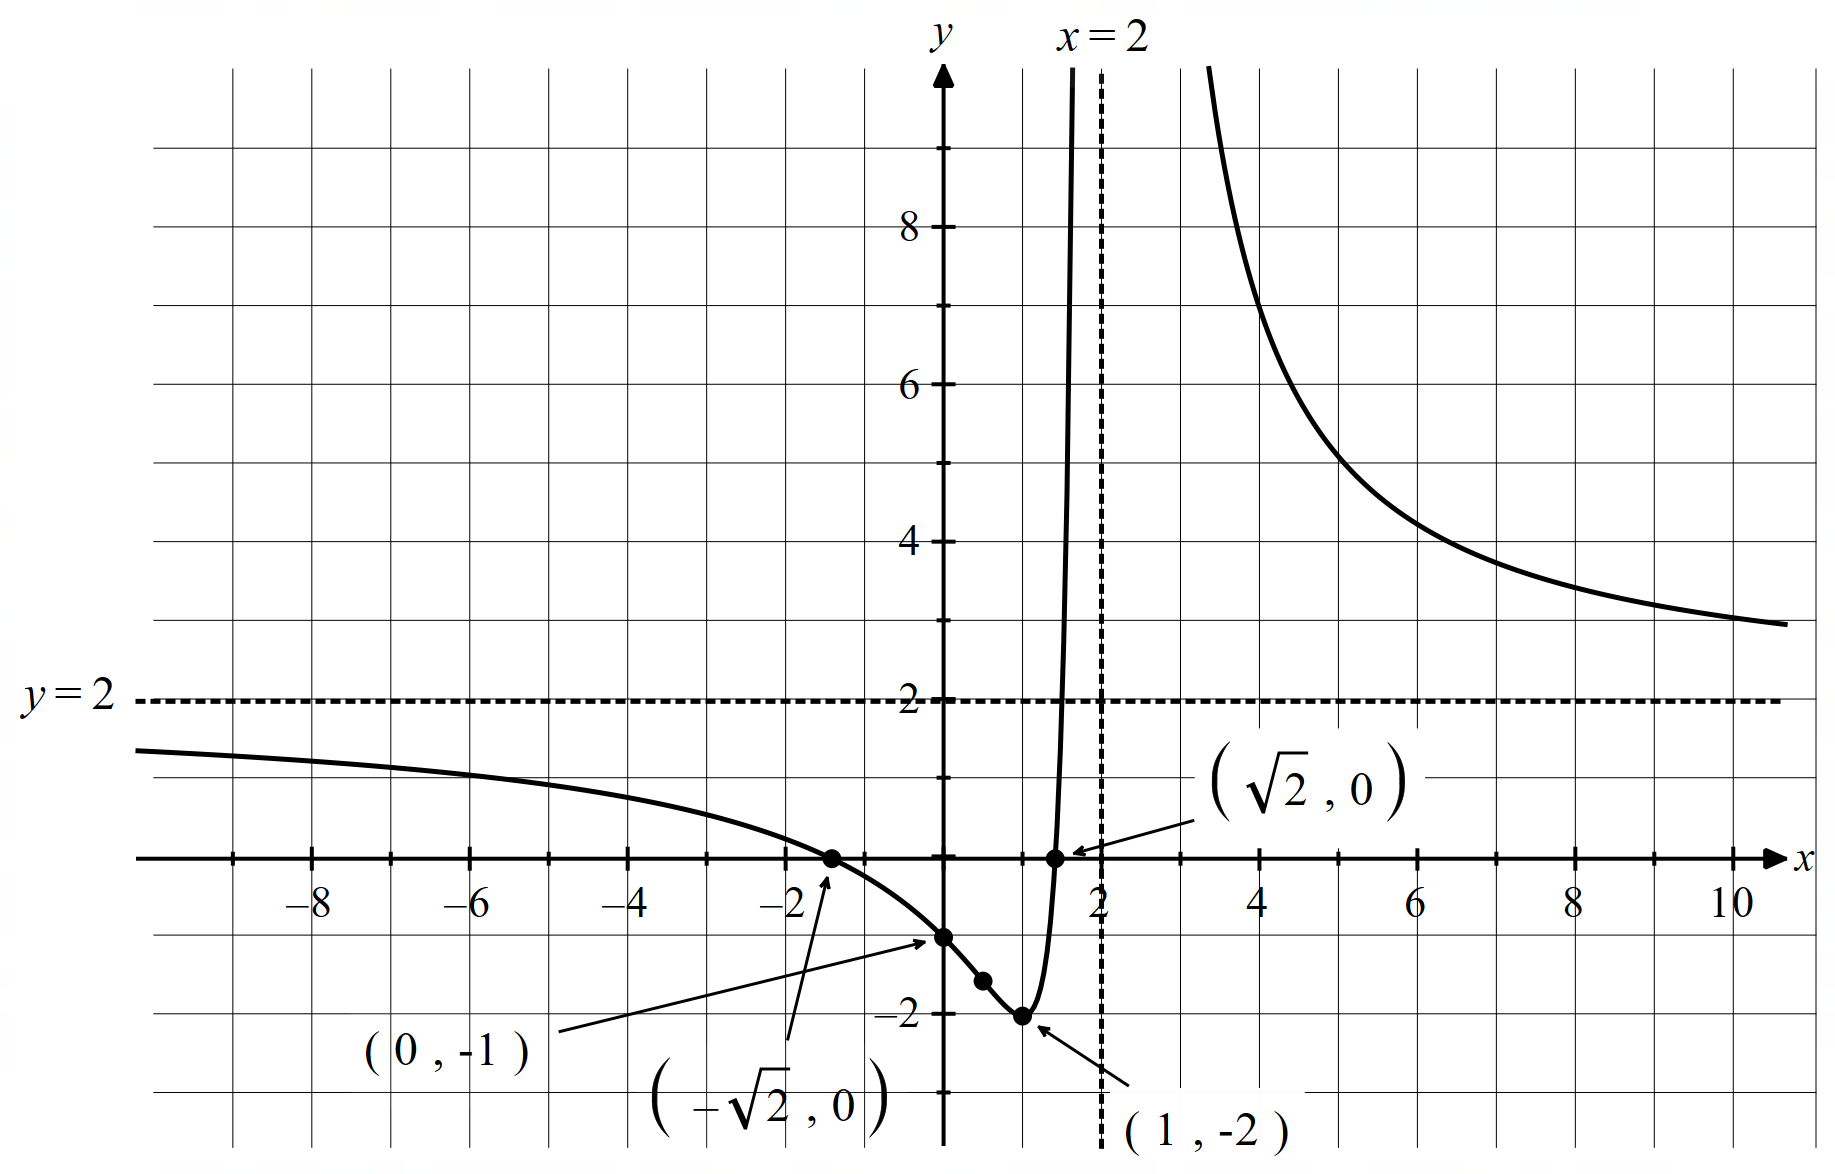 y
x = 2
8
6
4
y = 2
2
( √2 , 0 )
x
–8
–6
–4
–2
2
4
6
8
10
–2
( 0 , -1 )
( –√2 , 0 )
( 1 , -2 )